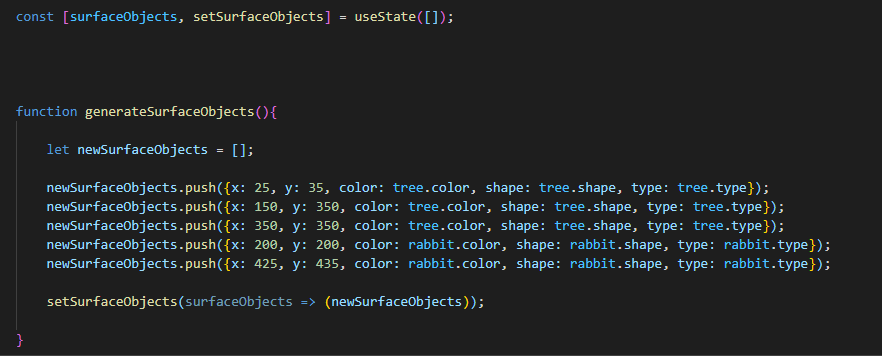 const [surfaceObjects, setSurfaceObjects] = useState([]);
function generateSurfaceObjects(){
let newSurfaceObjects = [];
newSurfaceObjects.push({x: 25, y: 35, color: tree.color, shape: tree.shape, type: tree.type});
newSurfaceObjects.push({x: 150, y: 350, color: tree.color, shape: tree.shape, type: tree.type});
newSurfaceObjects.push({x: 350, y: 350, color: tree.color, shape: tree.shape, type: tree.type});
newSurfaceObjects.push({x: 200, y: 200, color: rabbit.color, shape: rabbit.shape, type: rabbit.type});
newSurfaceObjects.push({x: 425, y: 435, color: rabbit.color, shape: rabbit.shape, type: rabbit.type});
setSurfaceObjects(surfaceObjects => (newSurfaceObjects));
}